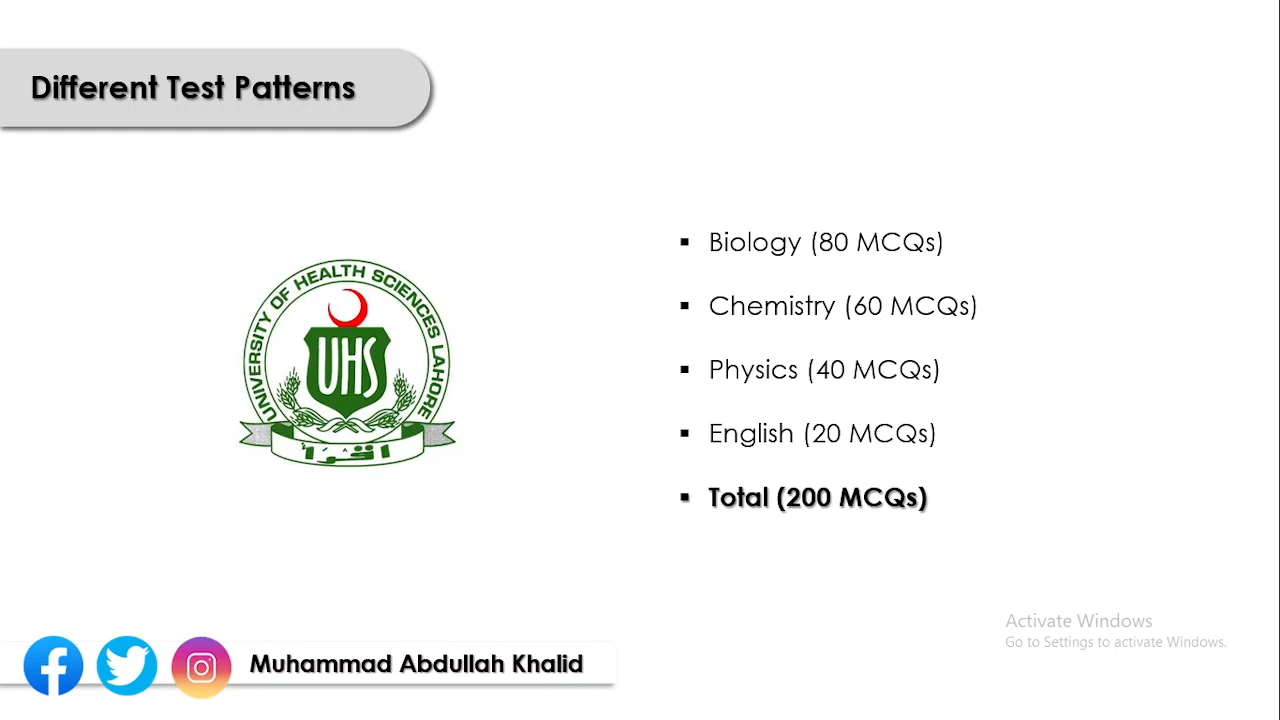 Different Test Patterns
UNIVERSITY OF HEALTH SCIENCES LAHORE
UHS
اقرأ
▪ Biology (80 MCQs)
▪ Chemistry (60 MCQs)
▪ Physics (40 MCQs)
▪ English (20 MCQs)
▪ Total (200 MCQs)
Activate Windows
Go to Settings to activate Windows.
Muhammad Abdullah Khalid